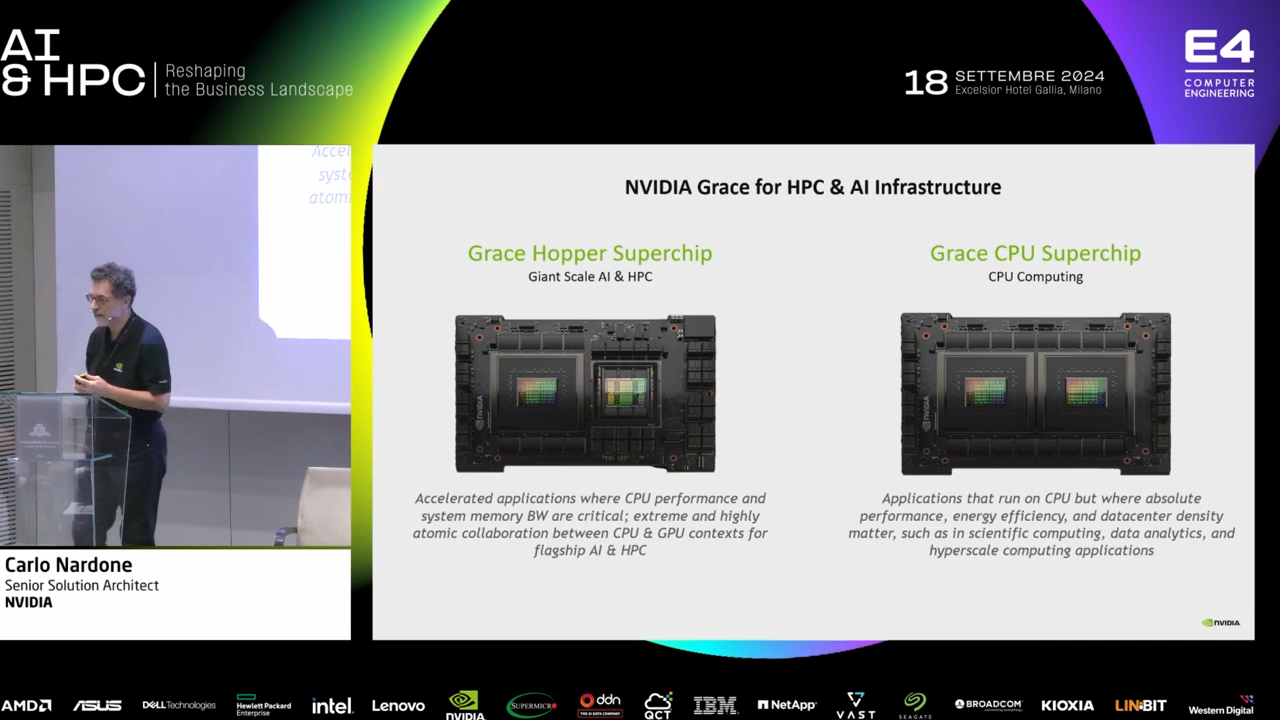 AI
& HPC
Reshaping
the Business Landscape
18 SETTEMBRE 2024
Excelsior Hotel Gallia, Milano
E4
COMPUTER
ENGINEERING
NVIDIA Grace for HPC & AI Infrastructure
Grace Hopper Superchip
Giant Scale AI & HPC
NVIDIA
Accelerated applications where CPU performance and
system memory BW are critical; extreme and highly
atomic collaboration between CPU & GPU contexts for
flagship AI & HPC
Grace CPU Superchip
CPU Computing
NVIDIA
Applications that run on CPU but where absolute
performance, energy efficiency, and datacenter density
matter, such as in scientific computing, data analytics, and
hyperscale computing applications
NVIDIA
Accel
syste
atomi
Carlo Nardone
Senior Solution Architect
NVIDIA
AMD ASUS DELL Technologies Hewlett Packard Enterprise intel Lenovo NVIDIA SUPERMICRO ddn THE AI DATA COMPANY QCT IBM NetApp VAST SEAGATE BROADCOM KIOXIA LINBIT Western Digital